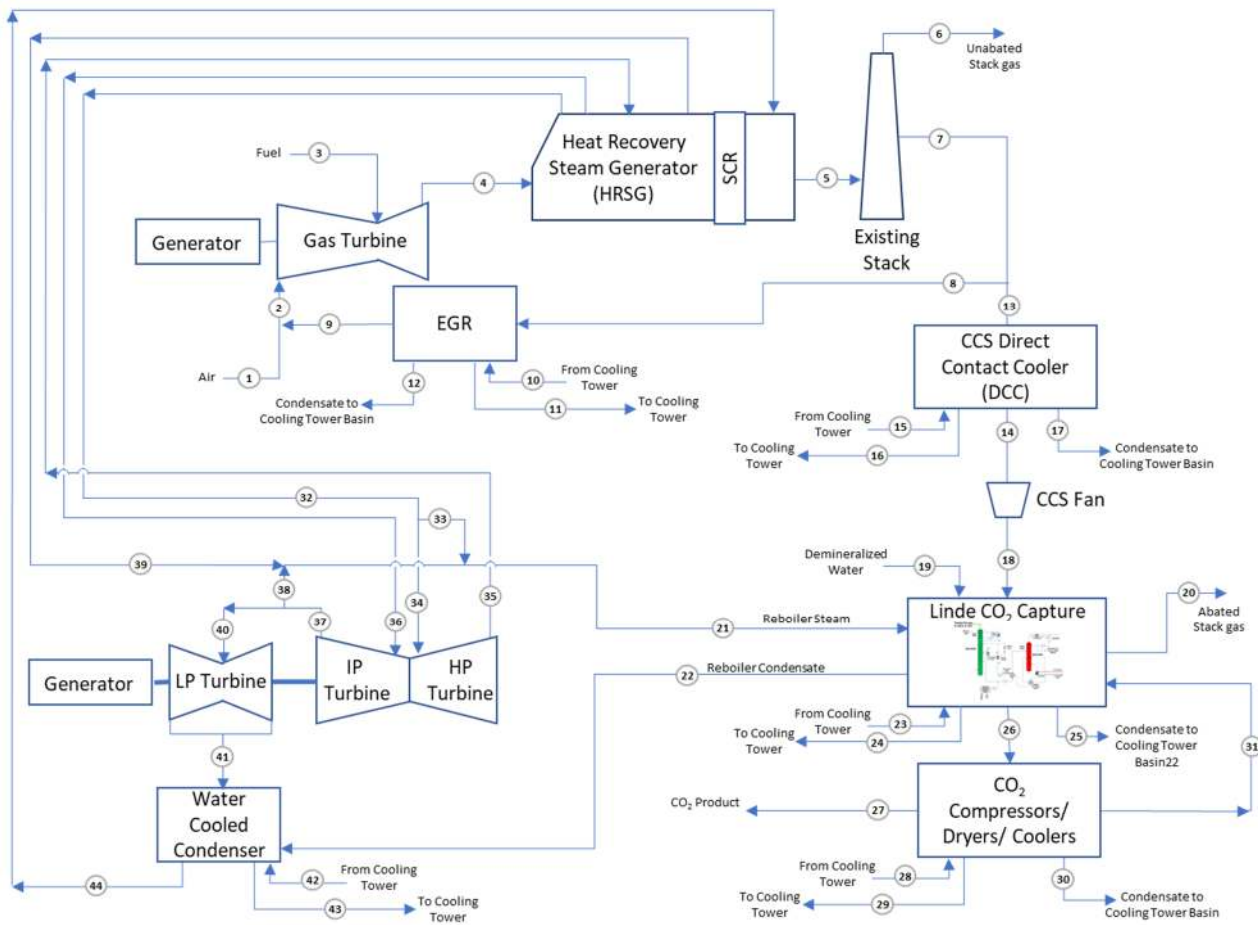 6
Unabated
Stack gas
Heat Recovery
Steam Generator
(HRSG)
SCR
7
Fuel
3
4
5
Generator
Gas Turbine
Existing
Stack
2
8
EGR
9
13
Air
1
12
10
From Cooling
Tower
Condensate to
Cooling Tower Basin
11
To Cooling
Tower
CCS Direct
Contact Cooler
(DCC)
From Cooling
Tower
15
14
17
To Cooling
Tower
16
Condensate to
Cooling Tower Basin
CCS Fan
32
33
39
Demineralized
Water
19
18
38
34
35
20
Abated
Stack gas
40
37
36
21
Reboiler Steam
Linde CO₂ Capture
Generator
LP Turbine
IP
Turbine
HP
Turbine
22
Reboiler Condensate
From Cooling
Tower
23
To Cooling
Tower
24
26
25
Condensate to
Cooling Tower
Basin22
31
41
Water
Cooled
Condenser
CO₂ Product
27
CO₂
Compressors/
Dryers/ Coolers
42
From Cooling
Tower
From Cooling
Tower
28
30
44
43
To Cooling
Tower
To Cooling
Tower
29
Condensate to
Cooling Tower Basin